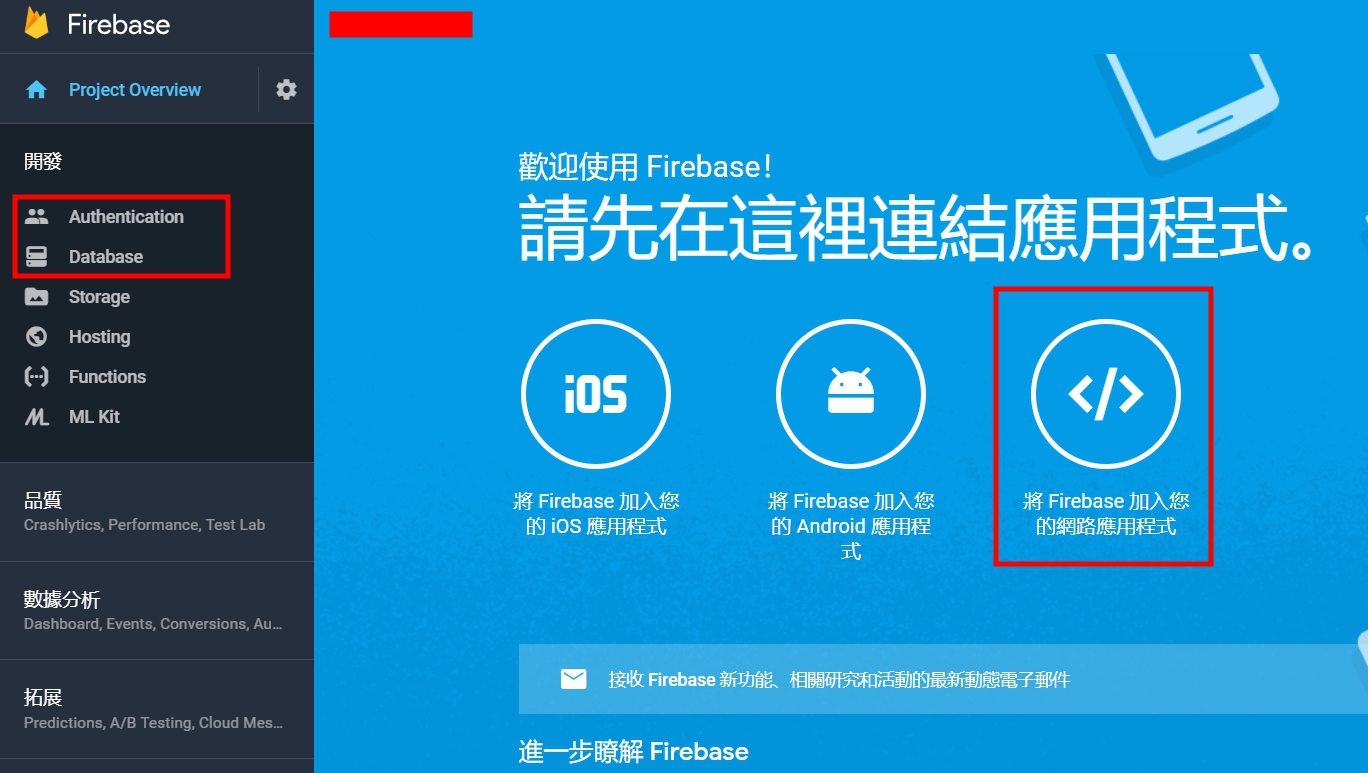 Firebase
Project Overview
開發
Authentication
Database
Storage
Hosting
Functions
ML Kit
品質
Crashlytics, Performance, Test Lab
數據分析
Dashboard, Events, Conversions, Au...
拓展
Predictions, A/B Testing, Cloud Mes...
歡迎使用 Firebase！
請先在這裡連結應用程式。
iOS
將 Firebase 加入您
的 iOS 應用程式
將 Firebase 加入您
的 Android 應用程
式
</>
將 Firebase 加入您
的網路應用程式
接收 Firebase 新功能、相關研究和活動的最新動態電子郵件
進一步瞭解 Firebase